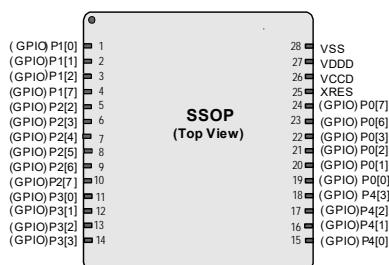 (GPIO) P1[0] 1 28 VSS
(GPIO) P1[1] 2 27 VDDD
(GPIO) P1[2] 3 26 VCCD
(GPIO) P1[7] 4 25 XRES
(GPIO) P2[2] 5 24 (GPIO) P0[7]
(GPIO) P2[3] 6 23 (GPIO) P0[6]
(GPIO) P2[4] 7 22 (GPIO) P0[3]
(GPIO) P2[5] 8 21 (GPIO) P0[2]
(GPIO) P2[6] 9 20 (GPIO) P0[1]
(GPIO) P2[7] 10 19 (GPIO) P0[0]
(GPIO) P3[0] 11 18 (GPIO) P4[3]
(GPIO) P3[1] 12 17 (GPIO) P4[2]
(GPIO) P3[2] 13 16 (GPIO) P4[1]
(GPIO) P3[3] 14 15 (GPIO) P4[0]
SSOP
(Top View)